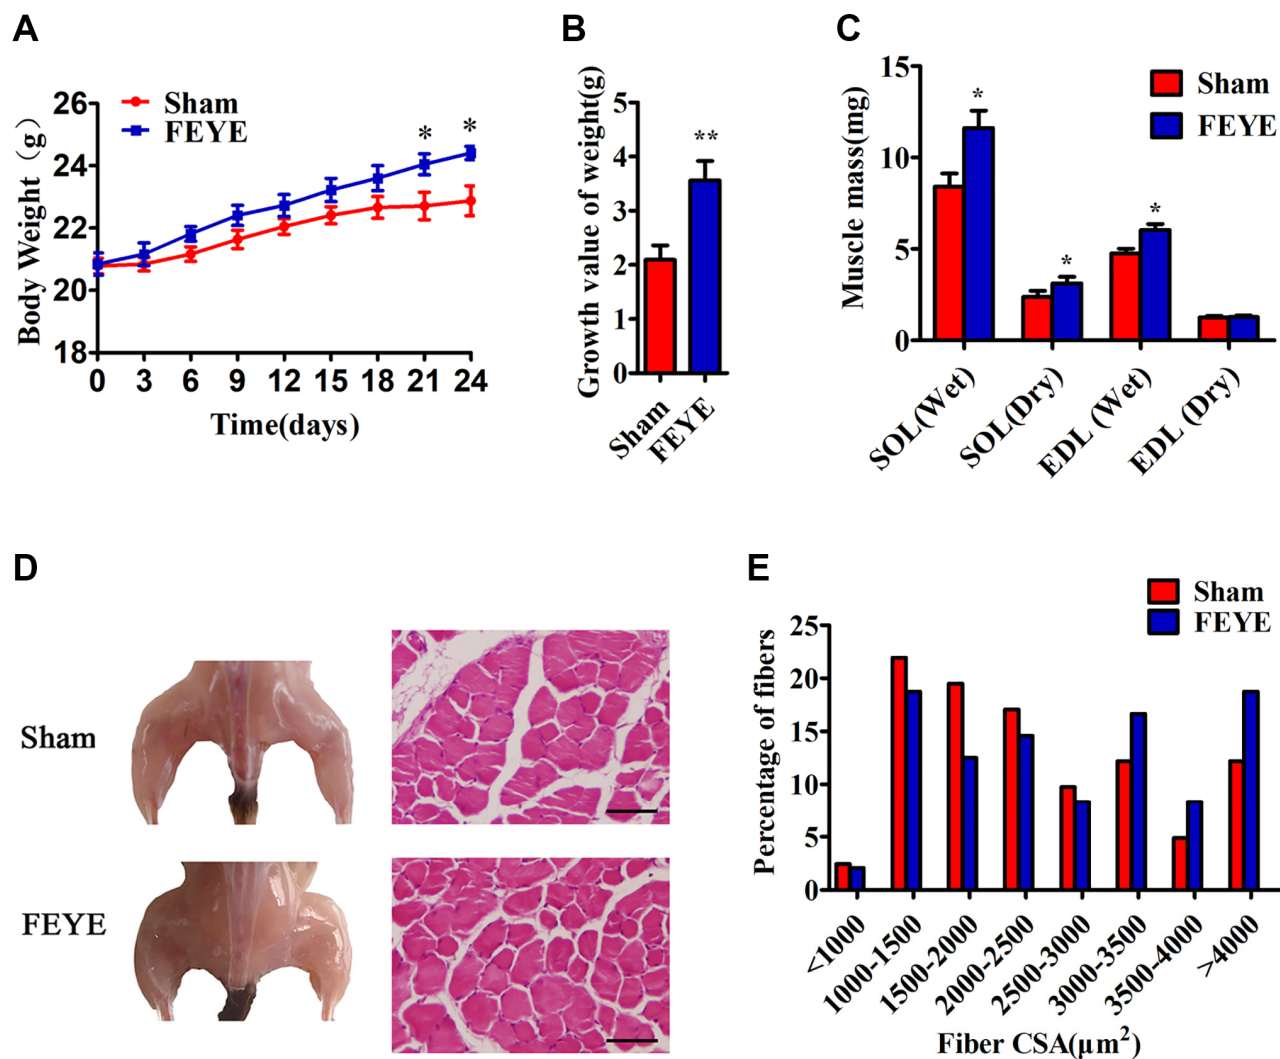 A
Sham
FEYE
26
24
22
20
18
Body Weight（g）
* *
0 3 6 9 12 15 18 21 24
Time(days)
B
Growth value of weight(g)
5
4
3
2
1
0
**
Sham
FEYE
C
Muscle mass(mg)
15
10
5
0
Sham
FEYE
*
*
*
SOL(Wet)
SOL(Dry)
EDL (Wet)
EDL (Dry)
D
Sham
FEYE
E
Sham
FEYE
Percentage of fibers
25
20
15
10
5
0
<1000
1000-1500
1500-2000
2000-2500
2500-3000
3000-3500
3500-4000
>4000
Fiber CSA(μm²)